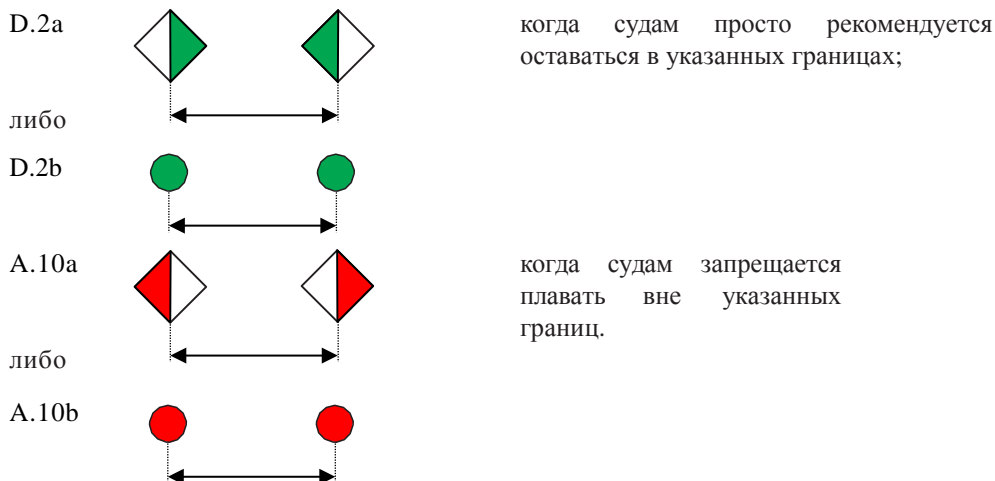 D.2a
когда судам просто рекомендуется
оставаться в указанных границах;
либо
D.2b
A.10a
когда судам запрещается
плавать вне указанных
границ.
либо
A.10b